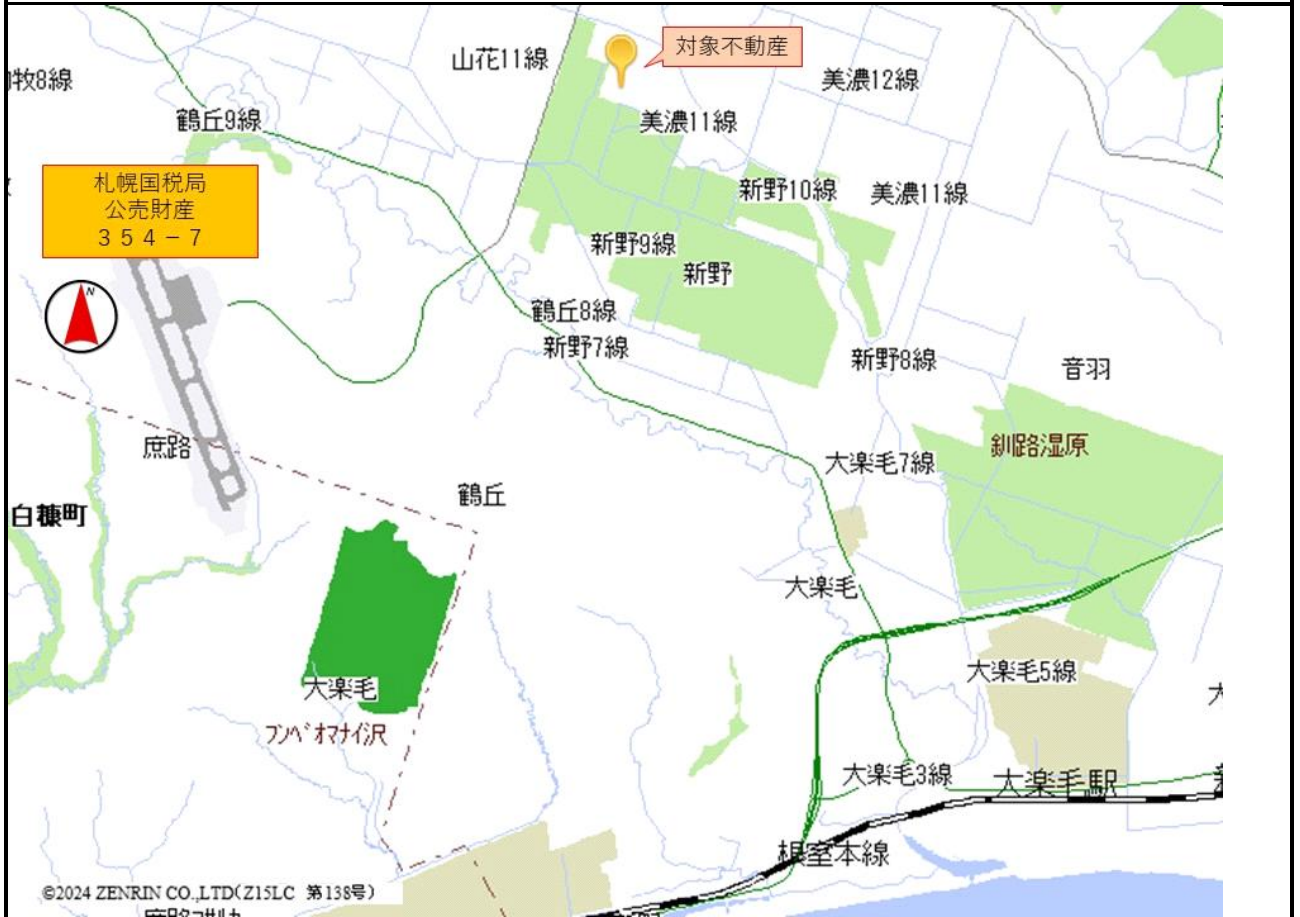 対象不動産
山花11線
美濃12線
牧8線
鶴丘9線
美濃11線
札幌国税局
公売財産
３５４－７
新野10線
美濃11線
新野9線
新野
N
鶴丘8線
新野7線
新野8線
音羽
庶路
釧路湿原
大楽毛7線
鶴丘
白糠町
大楽毛
大楽毛5線
大楽毛
フンベオマナイ沢
大楽毛3線
大楽毛駅
根室本線
©2024 ZENRIN CO.,LTD(Z15LC 第138号)